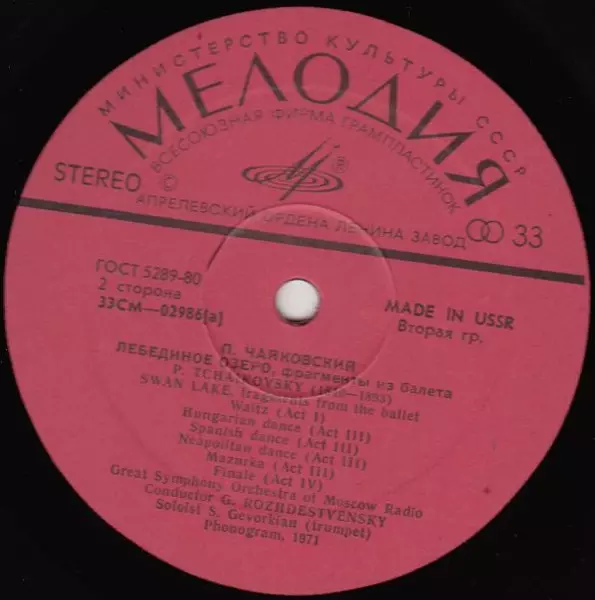 МИНИСТЕРСТВО КУЛЬТУРЫ СССР
МЕЛОДИЯ
ВСЕСОЮЗНАЯ ФИРМА ГРАМПЛАСТИНОК
®
STEREO
©
АПРЕЛЕВСКИЙ ОРДЕНА ЛЕНИНА ЗАВОД
33
ГОСТ 5289-80
2 сторона
33СМ—02986(а)
MADE IN USSR
Вторая гр.
П. ЧАЙКОВСКИЙ
ЛЕБЕДИНОЕ ОЗЕРО, фрагменты из балета
P. TCHAIKOVSKY (1840—1893)
SWAN LAKE, fragments from the ballet
Waltz (Act I)
Hungarian dance (Act III)
Spanish dance (Act III)
Neapolitan dance (Act III)
Mazurka (Act III)
Finale (Act IV)
Great Symphony Orchestra of Moscow Radio
Conductor G. ROZHDESTVENSKY
Soloist S. Gevorkian (trumpet)
Phonogram, 1971